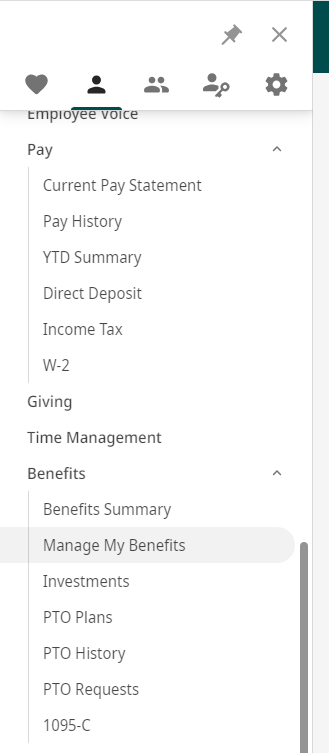 Employee Voice
Pay
Current Pay Statement
Pay History
YTD Summary
Direct Deposit
Income Tax
W-2
Giving
Time Management
Benefits
Benefits Summary
Manage My Benefits
Investments
PTO Plans
PTO History
PTO Requests
1095-C